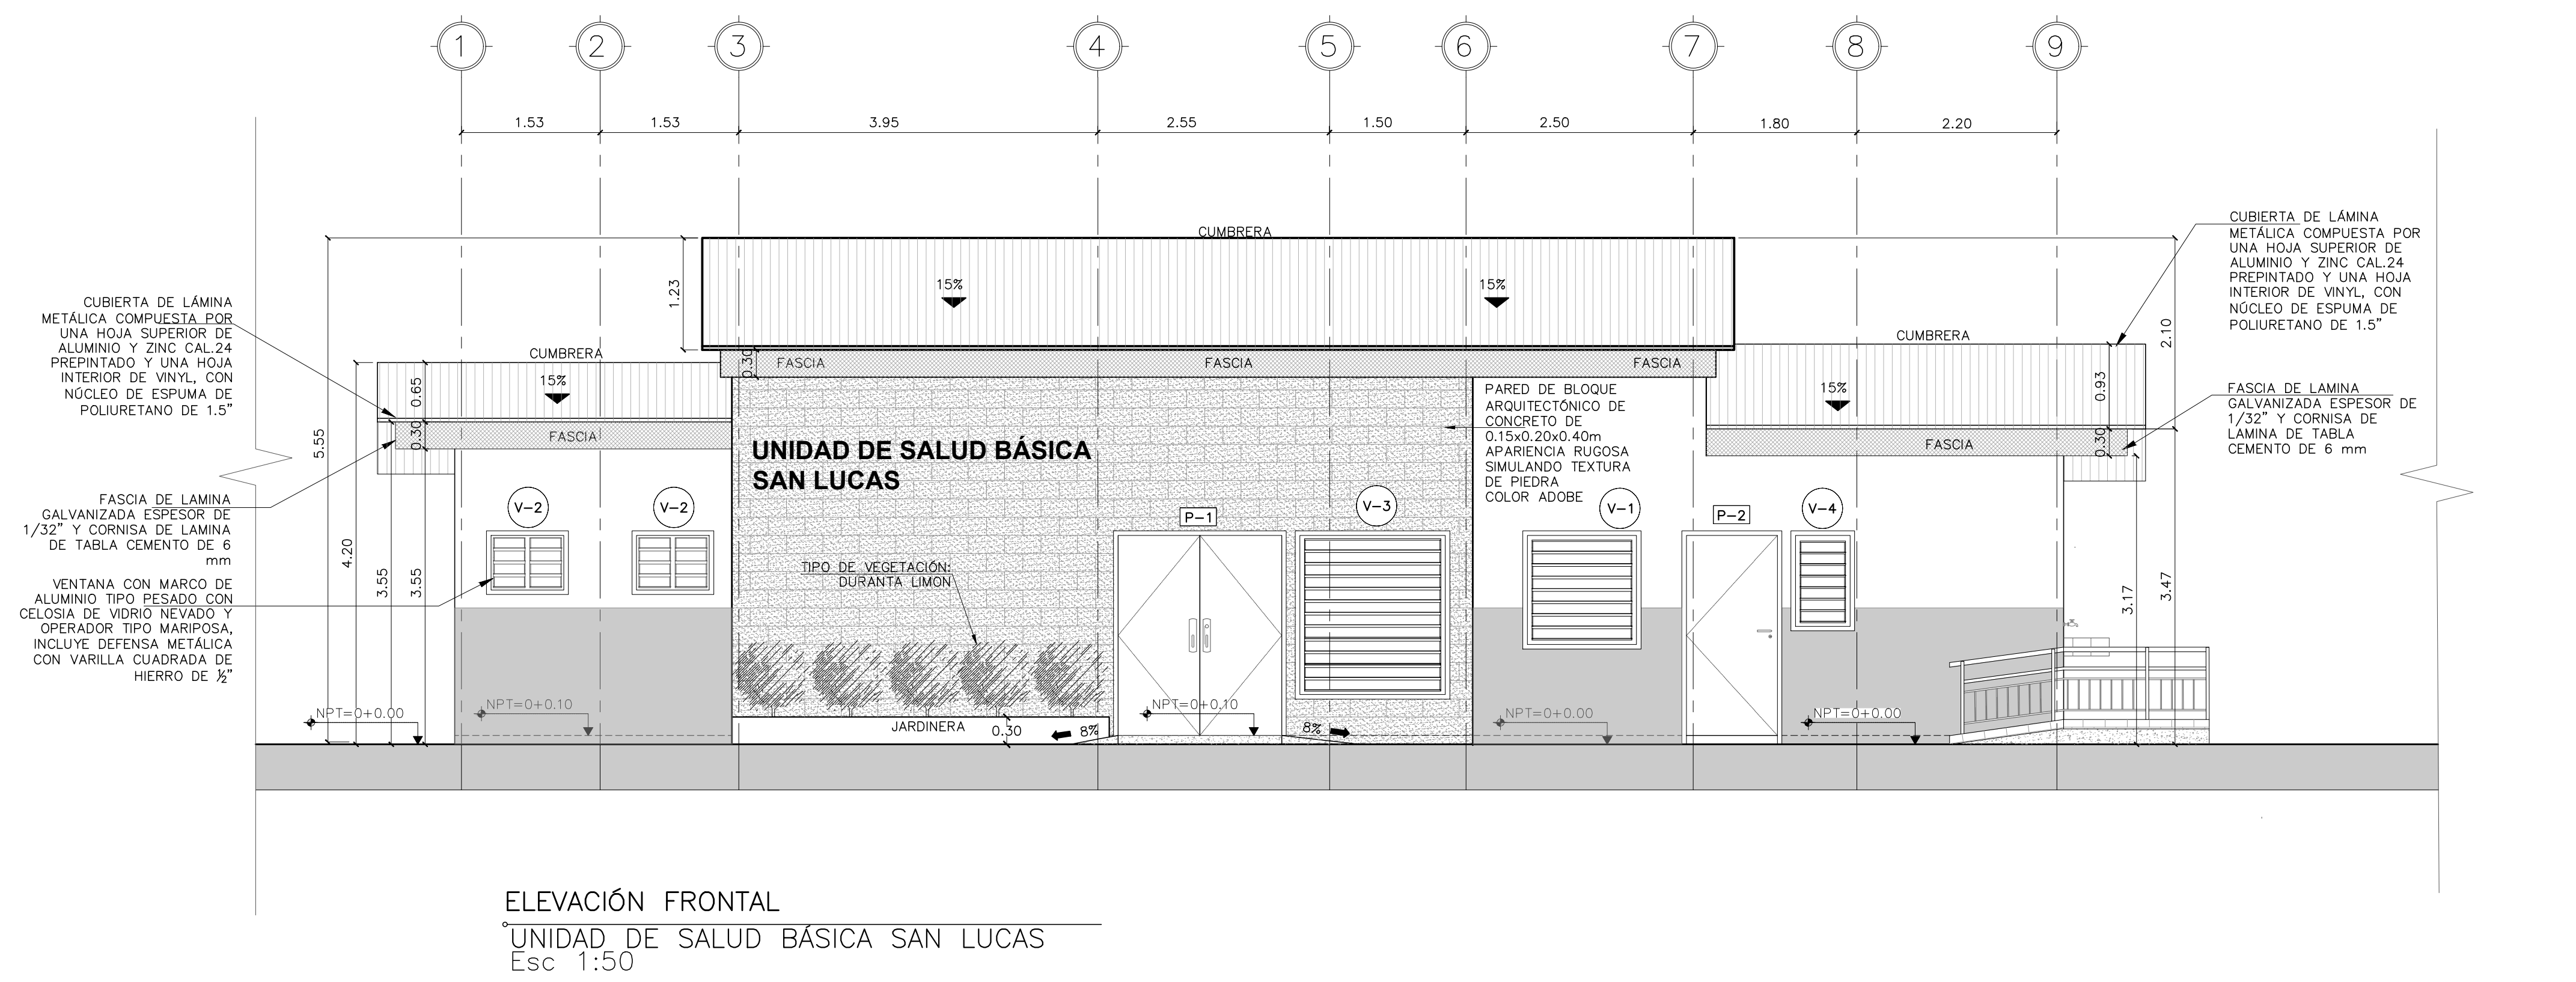 1 2 3 4 5 6 7 8 9
1.53 1.53 3.95 2.55 1.50 2.50 1.80 2.20
CUBIERTA DE LÁMINA
METÁLICA COMPUESTA POR
UNA HOJA SUPERIOR DE
ALUMINIO Y ZINC CAL.24
PREPINTADO Y UNA HOJA
INTERIOR DE VINYL, CON
NÚCLEO DE ESPUMA DE
POLIURETANO DE 1.5”
FASCIA DE LAMINA
GALVANIZADA ESPESOR DE
1/32” Y CORNISA DE LAMINA
DE TABLA CEMENTO DE 6
mm
VENTANA CON MARCO DE
ALUMINIO TIPO PESADO CON
CELOSIA DE VIDRIO NEVADO Y
OPERADOR TIPO MARIPOSA,
INCLUYE DEFENSA METÁLICA
CON VARILLA CUADRADA DE
HIERRO DE ½”
5.55
4.20
3.55
3.55
0.65
0.30
1.23
0.30
CUMBRERA
15%
FASCIA
CUMBRERA
15%
15%
FASCIA
FASCIA
FASCIA
CUMBRERA
15%
FASCIA
UNIDAD DE SALUD BÁSICA
SAN LUCAS
V-2
V-2
P-1
V-3
V-1
P-2
V-4
TIPO DE VEGETACIÓN:
DURANTA LIMON
PARED DE BLOQUE
ARQUITECTÓNICO DE
CONCRETO DE
0.15x0.20x0.40m
APARIENCIA RUGOSA
SIMULANDO TEXTURA
DE PIEDRA
COLOR ADOBE
NPT=0+0.00
NPT=0+0.10
JARDINERA
0.30
8%
NPT=0+0.10
8%
NPT=0+0.00
NPT=0+0.00
0.93
0.30
3.17
2.10
3.47
CUBIERTA DE LÁMINA
METÁLICA COMPUESTA POR
UNA HOJA SUPERIOR DE
ALUMINIO Y ZINC CAL.24
PREPINTADO Y UNA HOJA
INTERIOR DE VINYL, CON
NÚCLEO DE ESPUMA DE
POLIURETANO DE 1.5”
FASCIA DE LAMINA
GALVANIZADA ESPESOR DE
1/32” Y CORNISA DE
LAMINA DE TABLA
CEMENTO DE 6 mm
ELEVACIÓN FRONTAL
UNIDAD DE SALUD BÁSICA SAN LUCAS
Esc 1:50